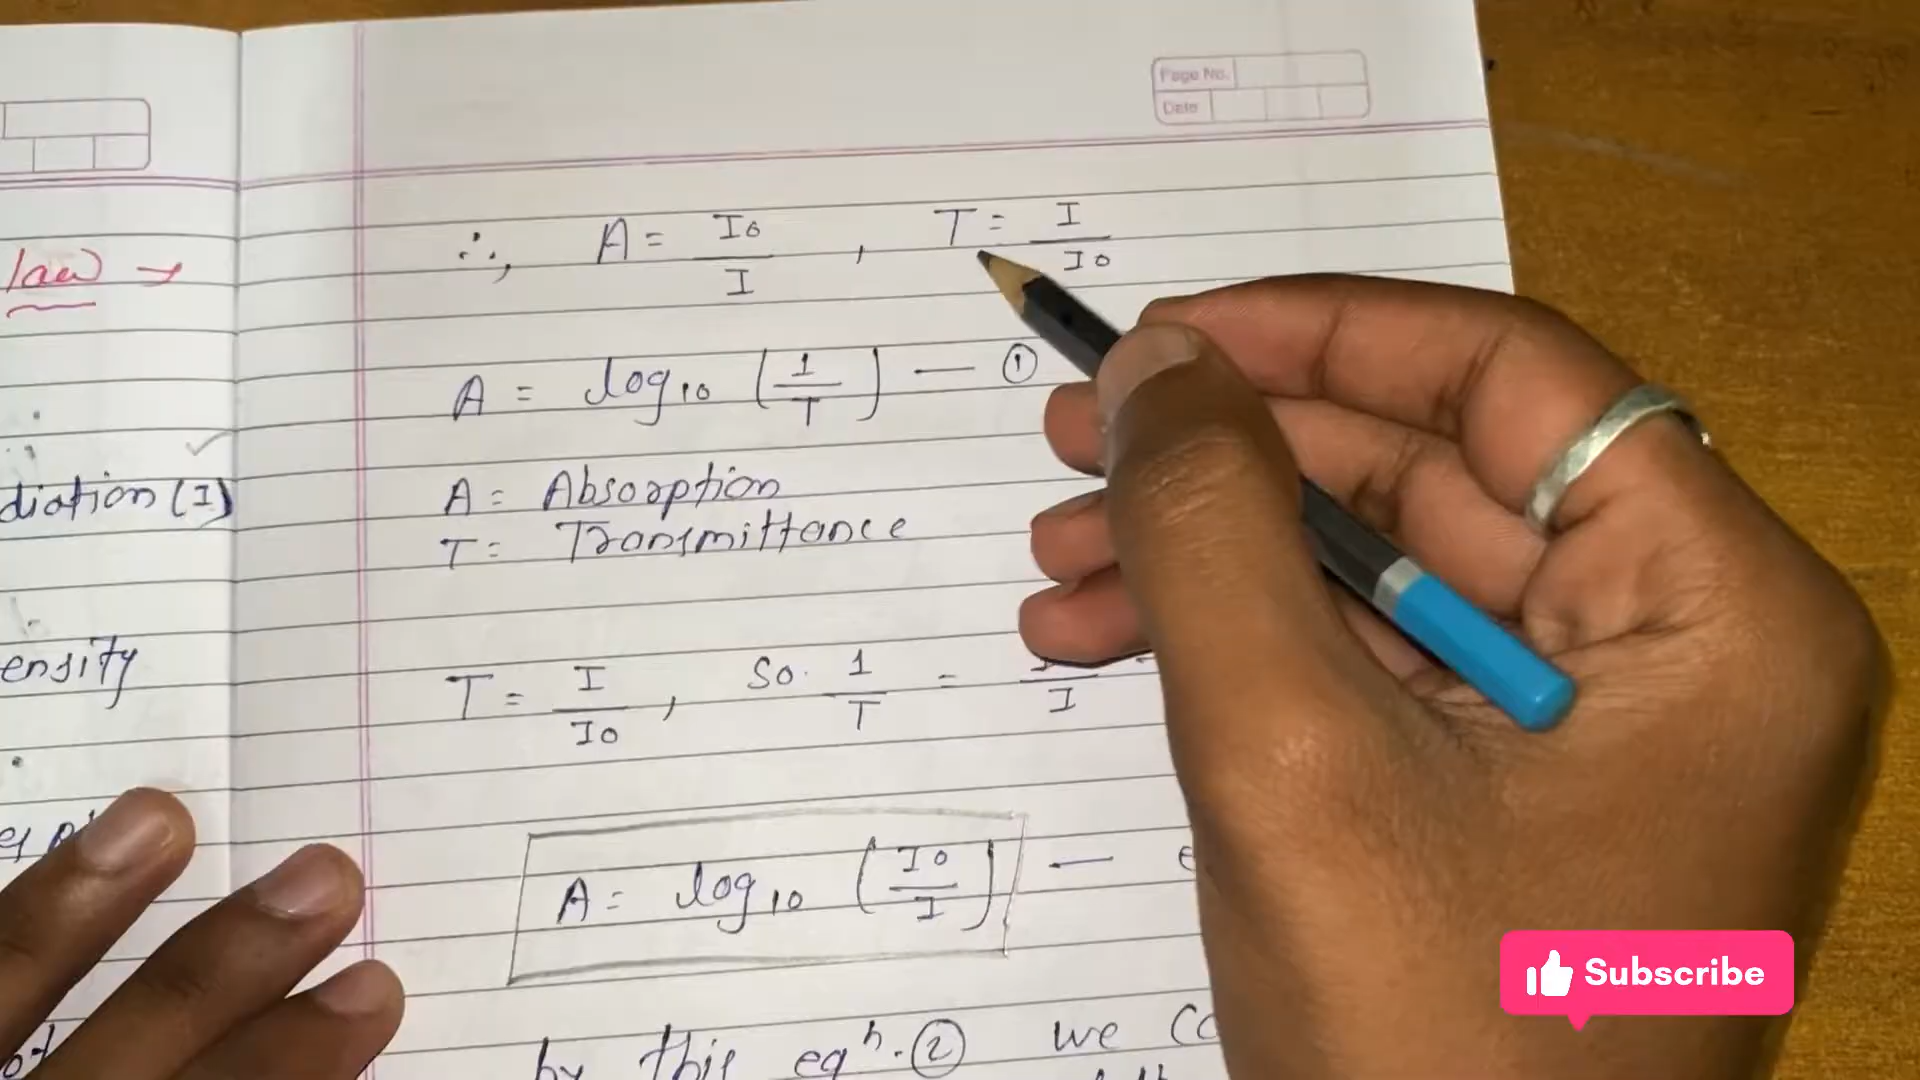 Page No.
Date
∴, A = I0/I , T = I/I0
law →
A = log10 (1/T) — ①
A = Absorption
diation (I)
T = Transmittance
ensity
T = I/I0 , So. 1/T = I
A = log10 (I0/I) —
Subscribe
by this eqn. ② we